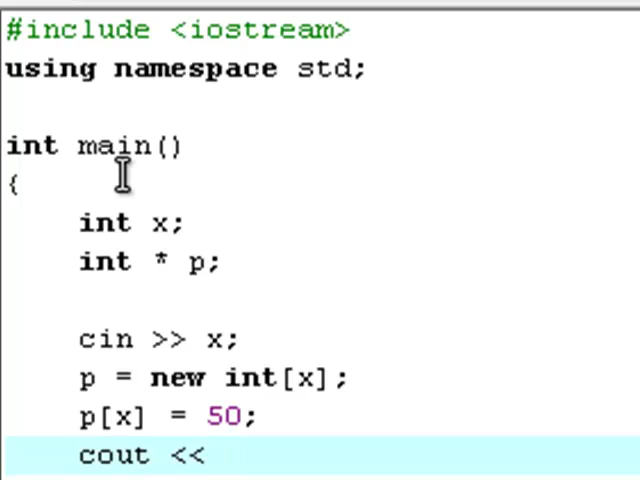 #include <iostream>
using namespace std;
int main()
{
int x;
int * p;
cin >> x;
p = new int[x];
p[x] = 50;
cout <<